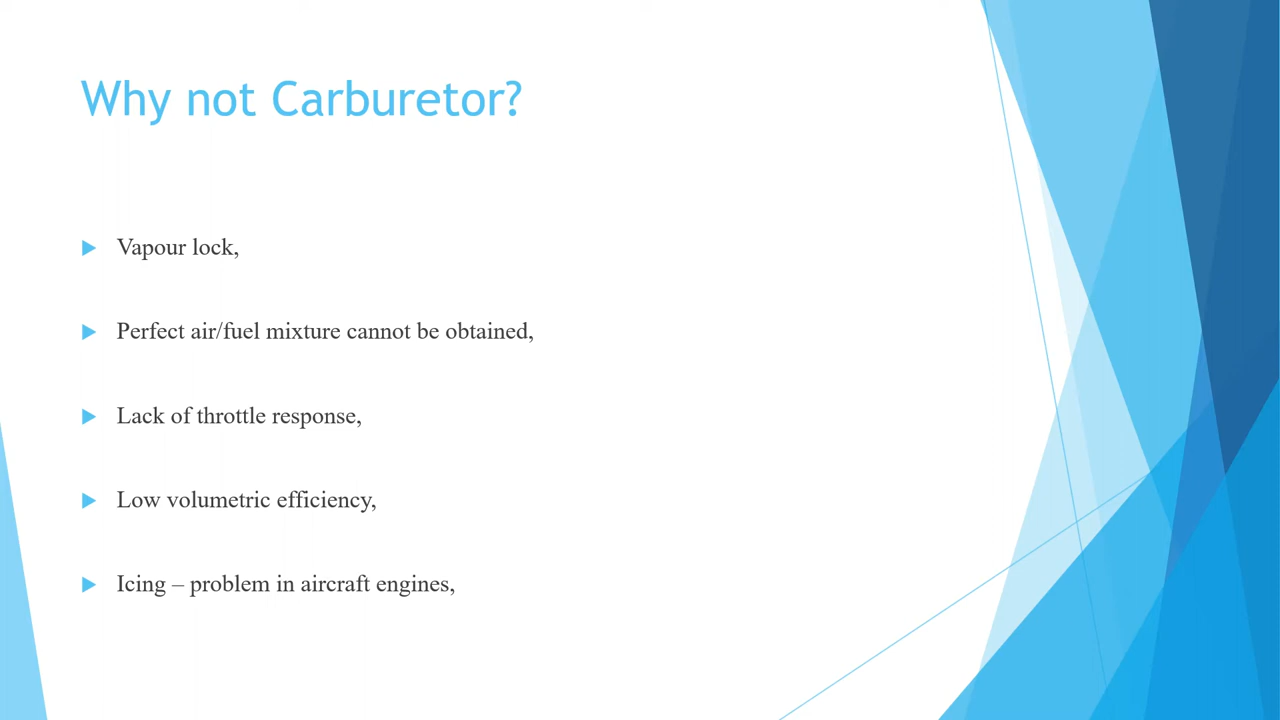 Why not Carburetor?
Vapour lock,
Perfect air/fuel mixture cannot be obtained,
Lack of throttle response,
Low volumetric efficiency,
Icing – problem in aircraft engines,